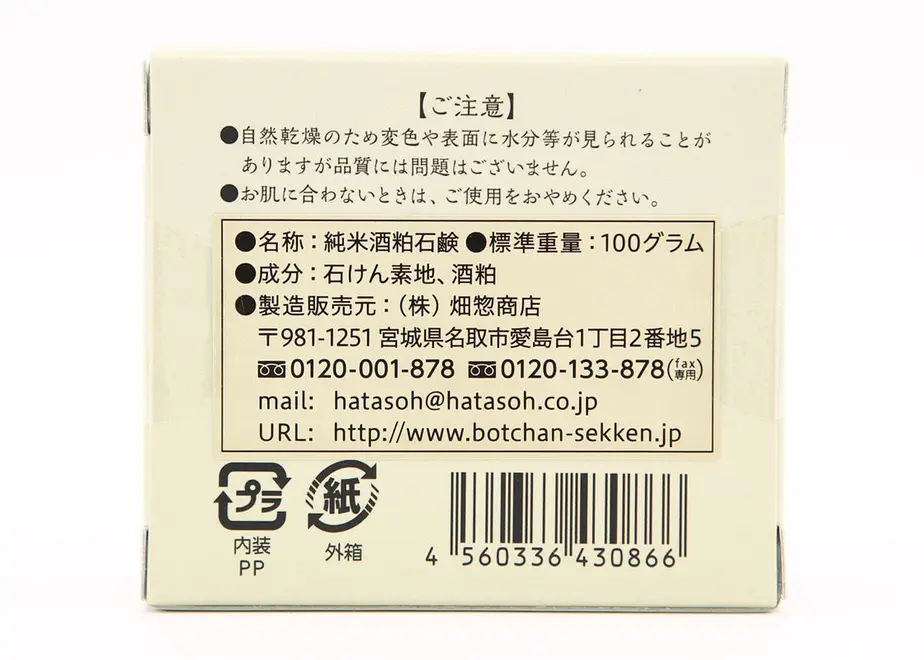 【ご注意】
●自然乾燥のため変色や表面に水分等が見られることが
ありますが品質には問題はございません。
●お肌に合わないときは、ご使用をおやめください。
●名称：純米酒粕石鹸 ●標準重量：100グラム
●成分：石けん素地、酒粕
●製造販売元：（株）畑惣商店
〒981-1251 宮城県名取市愛島台1丁目2番地5
0120-001-878 0120-133-878(fax専用)
mail: hatasoh@hatasoh.co.jp
URL: http://www.botchan-sekken.jp
プラ 紙
内装 外箱
PP
4 560336 430866